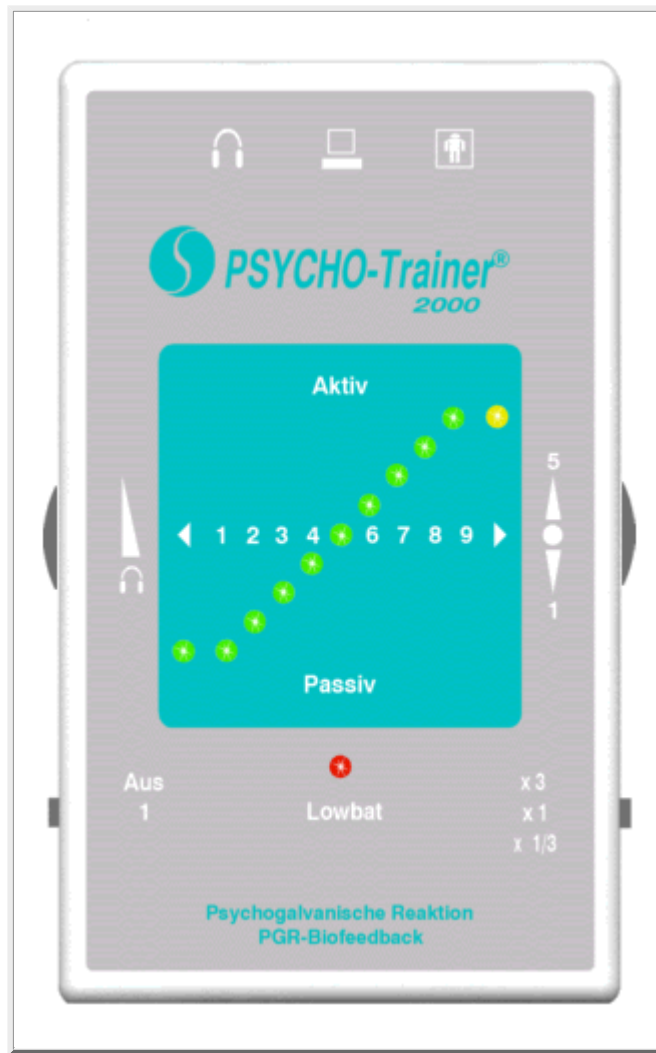 PSYCHO-Trainer®
2000
Aktiv
5
1 2 3 4 6 7 8 9
1
Passiv
Aus
1
Lowbat
x 3
x 1
x 1/3
Psychogalvanische Reaktion
PGR-Biofeedback